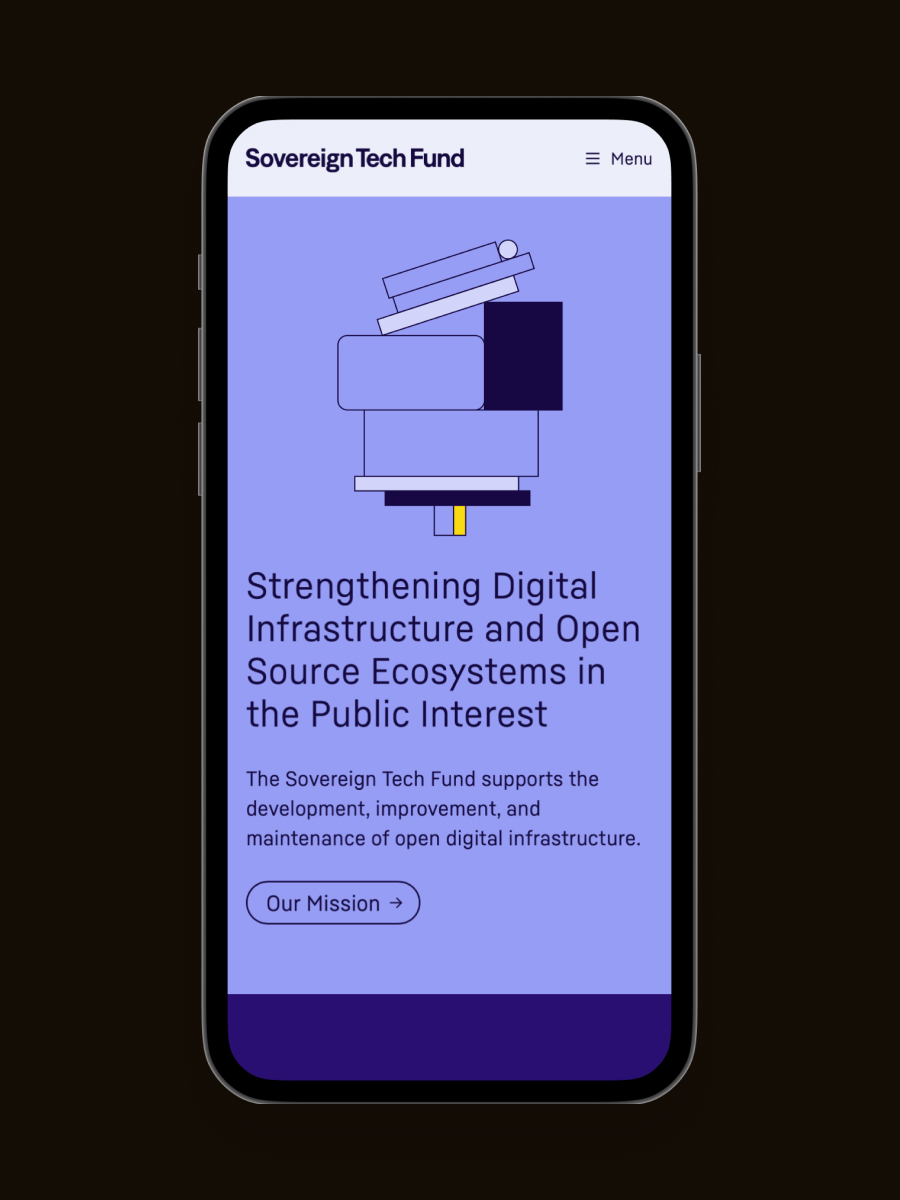 Sovereign Tech Fund
Menu
Strengthening Digital
Infrastructure and Open
Source Ecosystems in
the Public Interest
The Sovereign Tech Fund supports the
development, improvement, and
maintenance of open digital infrastructure.
Our Mission →